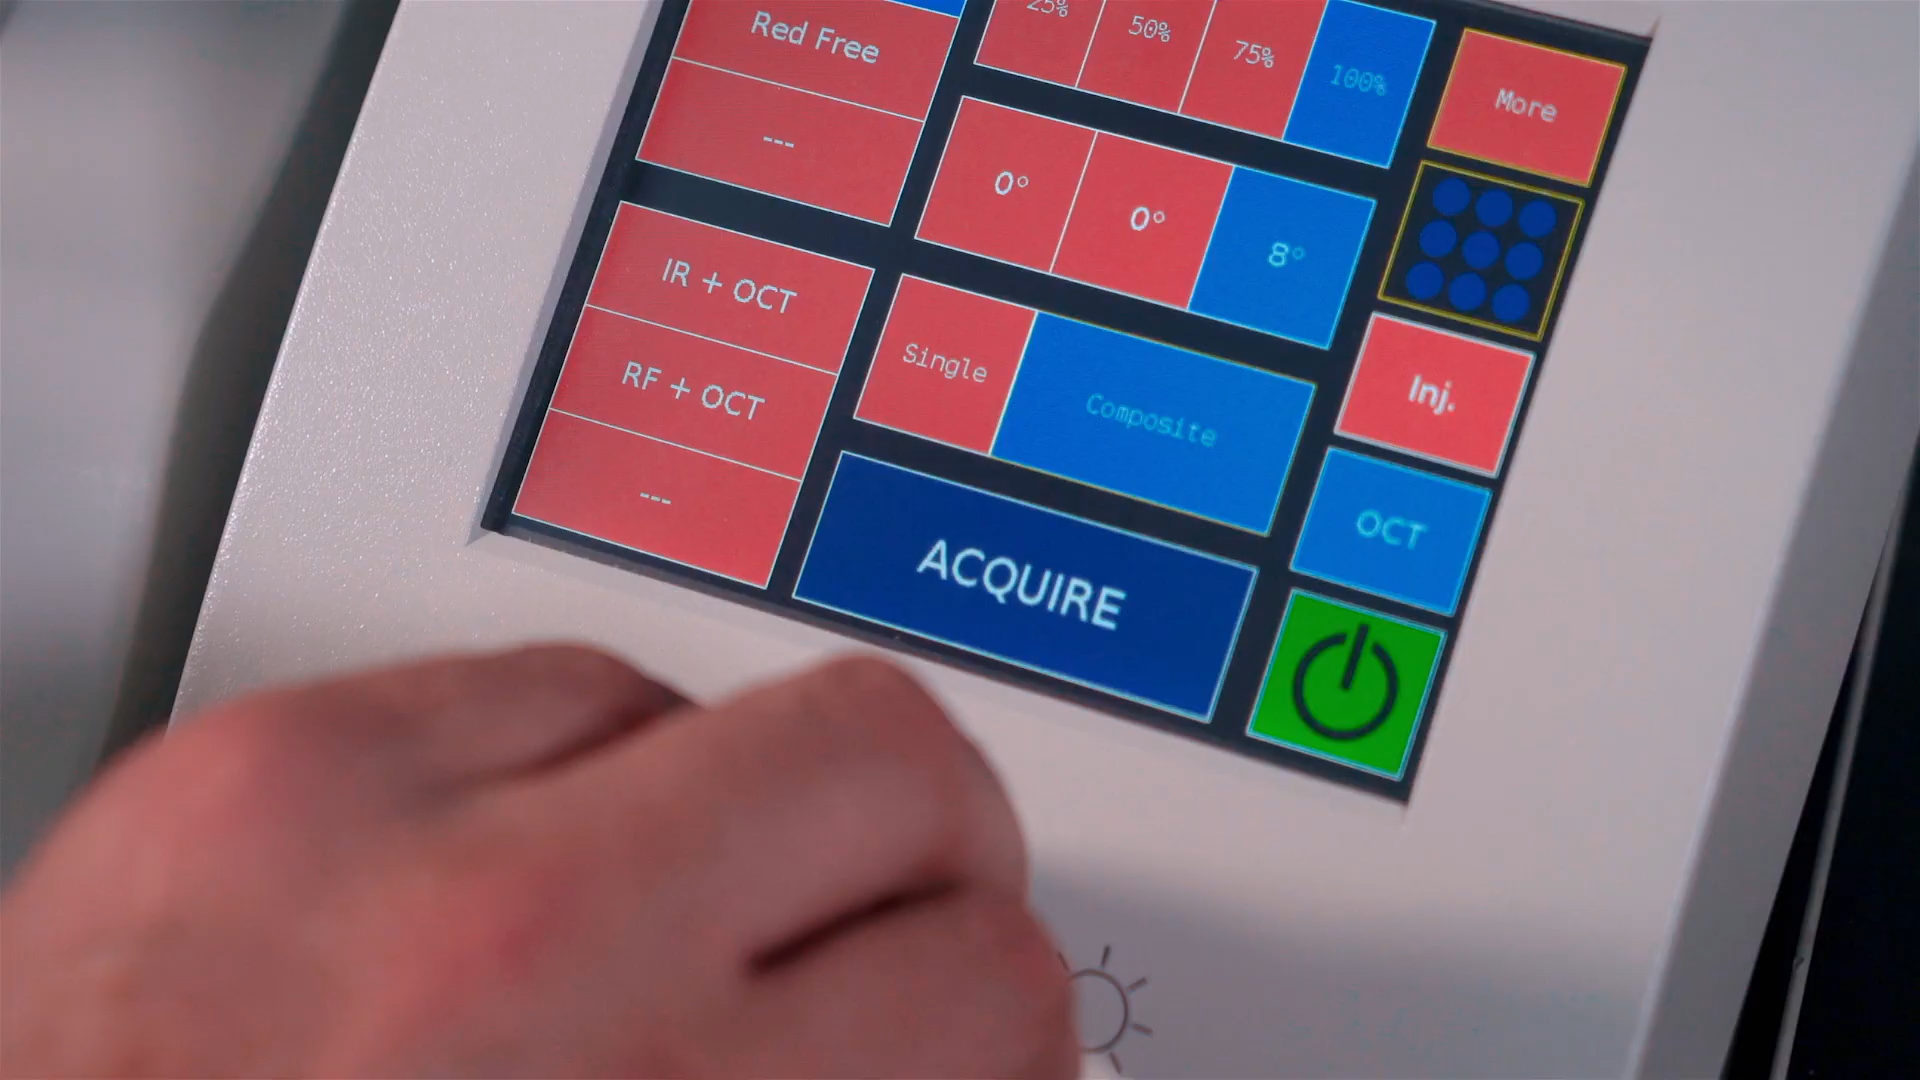 Red Free
---
25% 50% 75% 100%
More
0° 0° 8°
IR + OCT
RF + OCT
---
Single Composite
Inj.
OCT
ACQUIRE